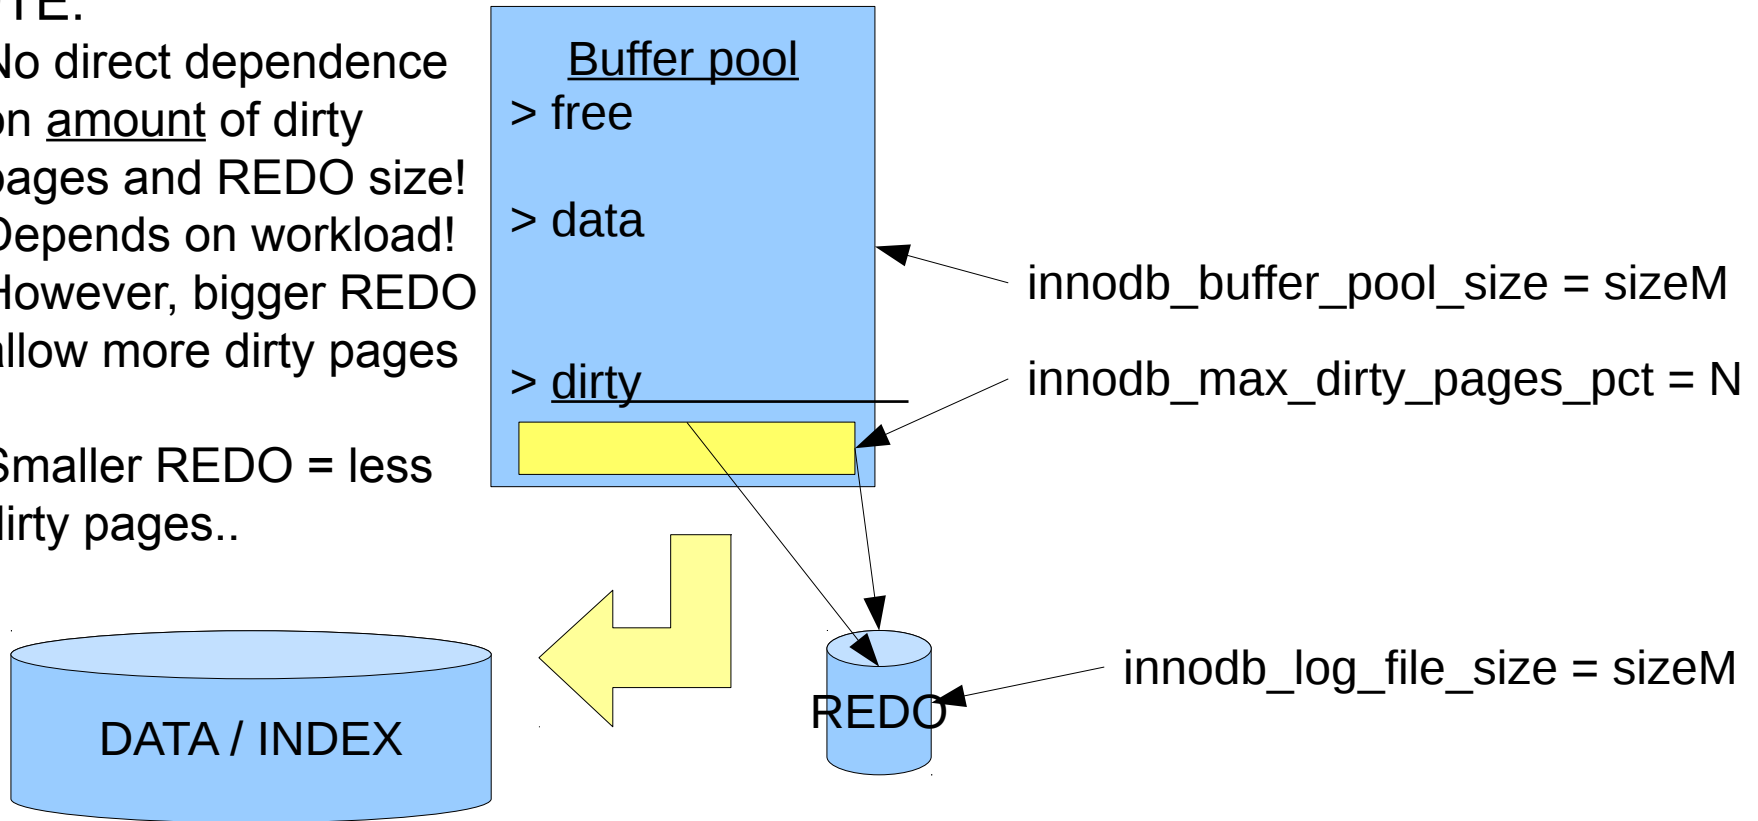 OTE:
No direct dependence
on amount of dirty
pages and REDO size!
Depends on workload!
However, bigger REDO
allow more dirty pages
Smaller REDO = less
dirty pages..
Buffer pool
> free
> data
> dirty
innodb_buffer_pool_size = sizeM
innodb_max_dirty_pages_pct = N
innodb_log_file_size = sizeM
REDO
DATA / INDEX